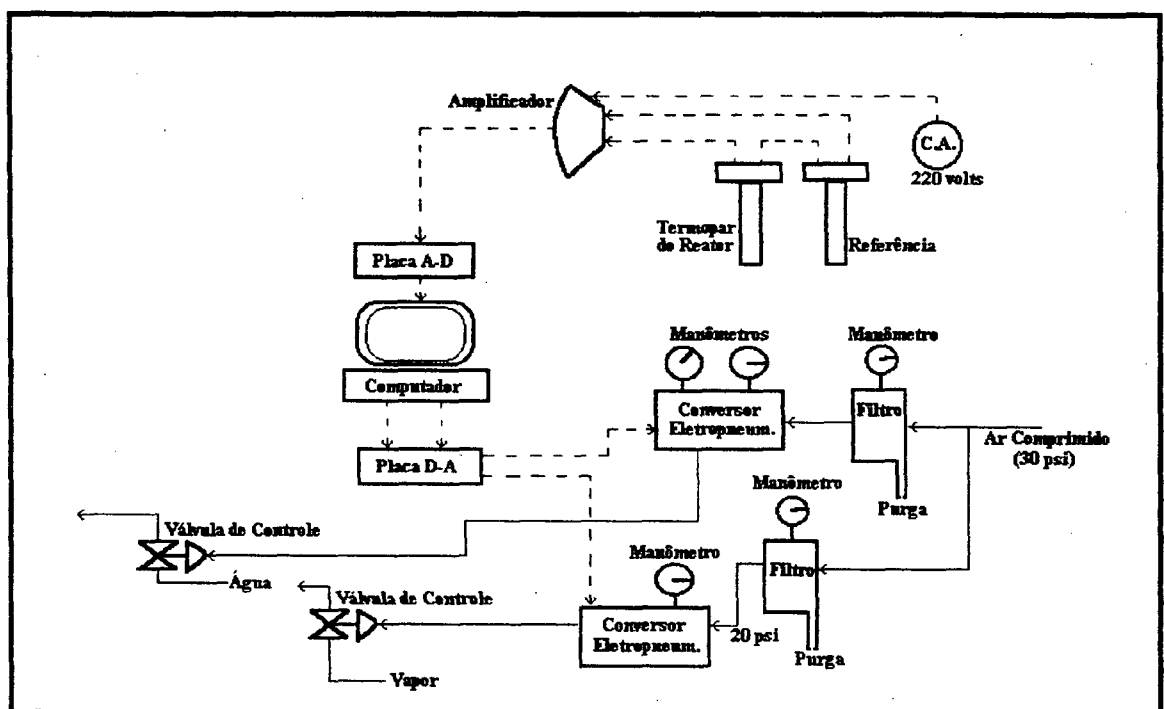 Amplificador
C.A.
220 volts
Termopar
do Reator
Referência
Placa A-D
Manômetros
Manômetro
Computador
Conversor
Eletropneum.
Filtro
Ar Comprimido
(30 psi)
Placa D-A
Manômetro
Purga
Válvula de Controle
Manômetro
Filtro
Água
Válvula de Controle
Conversor
Eletropneum.
20 psi
Purga
Vapor